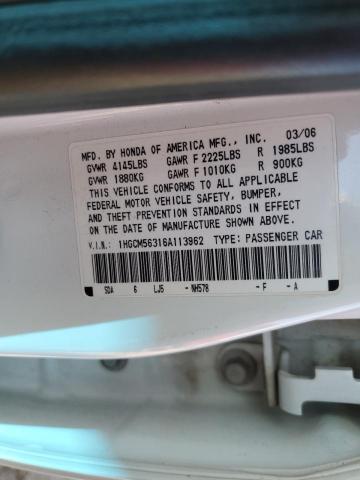 MFD. BY HONDA OF AMERICA MFG., INC. 03/06
GVWR 4145LBS GAWR F 2225LBS R 1985LBS
GVWR 1880KG GAWR F 1010KG R 900KG
THIS VEHICLE CONFORMS TO ALL APPLICABLE
FEDERAL MOTOR VEHICLE SAFETY, BUMPER,
AND THEFT PREVENTION STANDARDS IN EFFECT
ON THE DATE OF MANUFACTURE SHOWN ABOVE.
V.I.N.: 1HGCM56316A113962 TYPE: PASSENGER CAR
SDA 6 LJ5 -NH578 -F -A